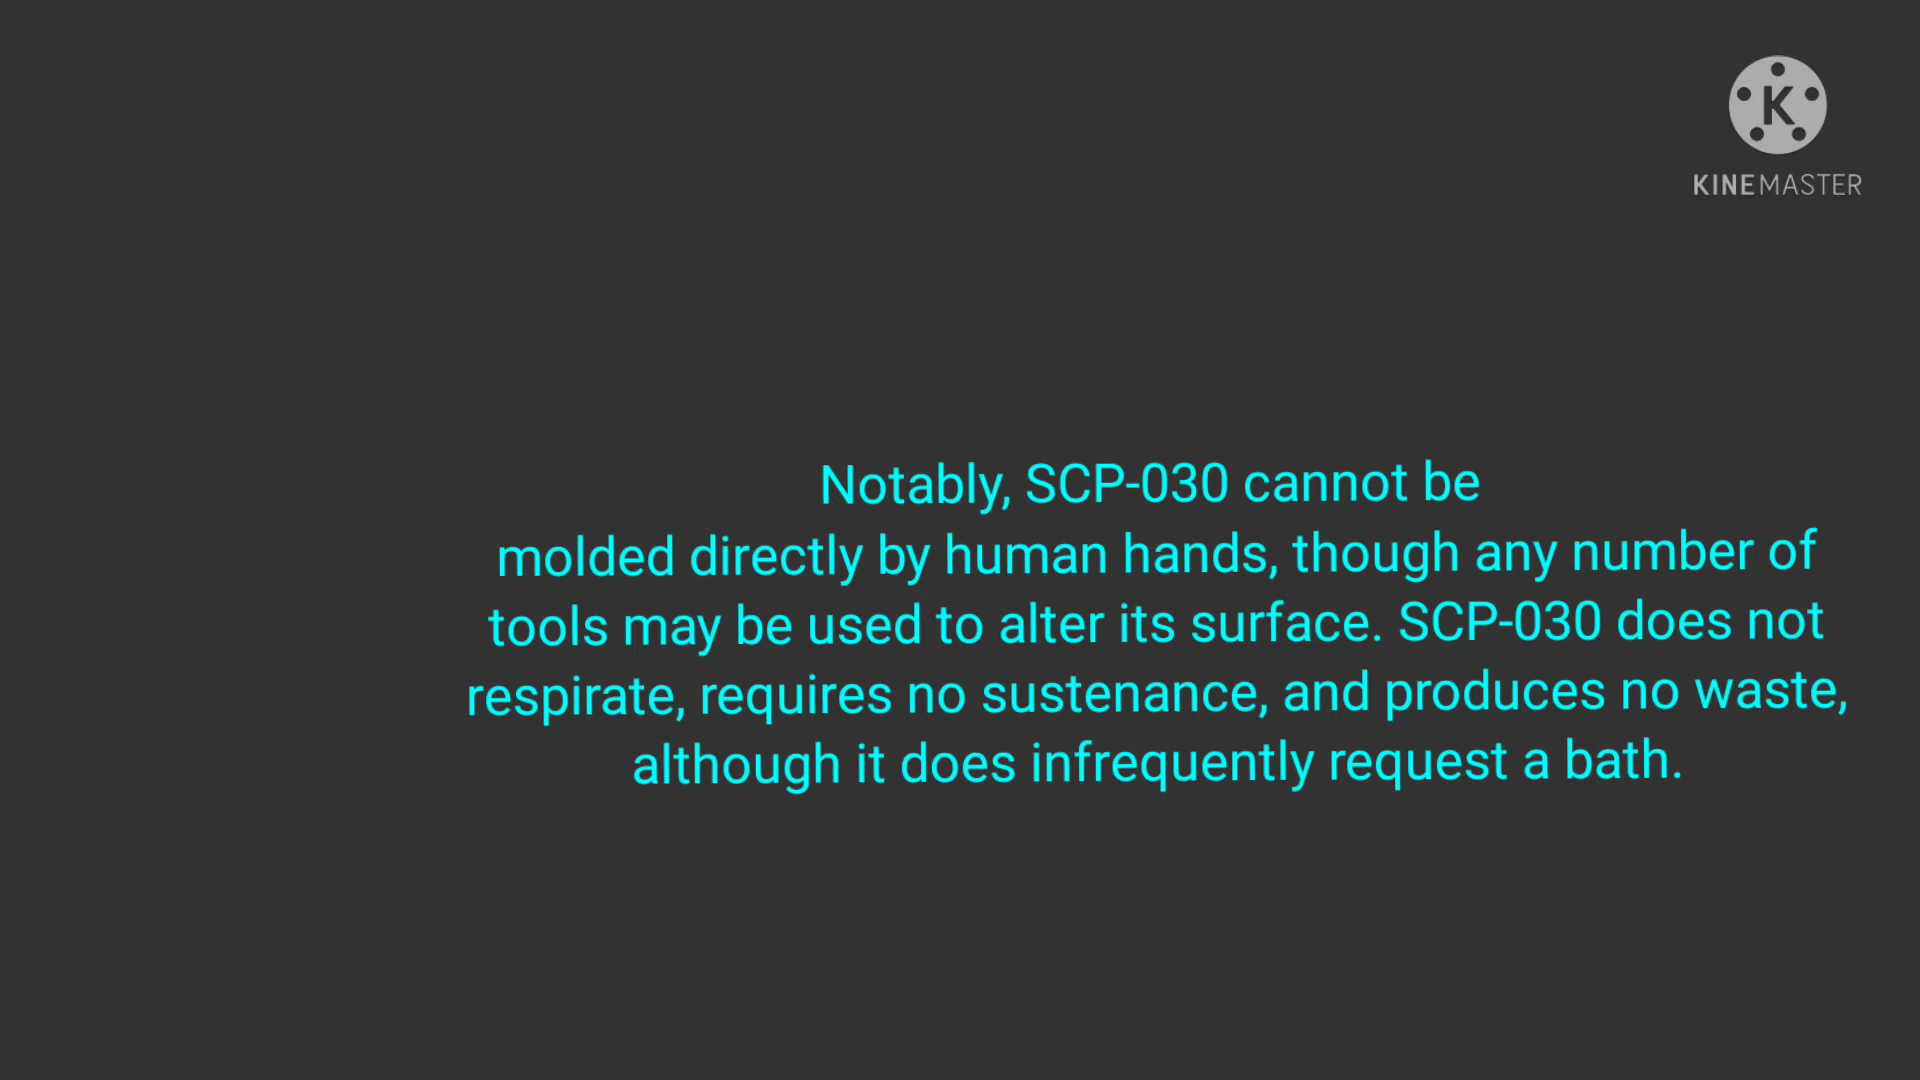 K
KINEMASTER
Notably, SCP-030 cannot be
molded directly by human hands, though any number of
tools may be used to alter its surface. SCP-030 does not
respirate, requires no sustenance, and produces no waste,
although it does infrequently request a bath.